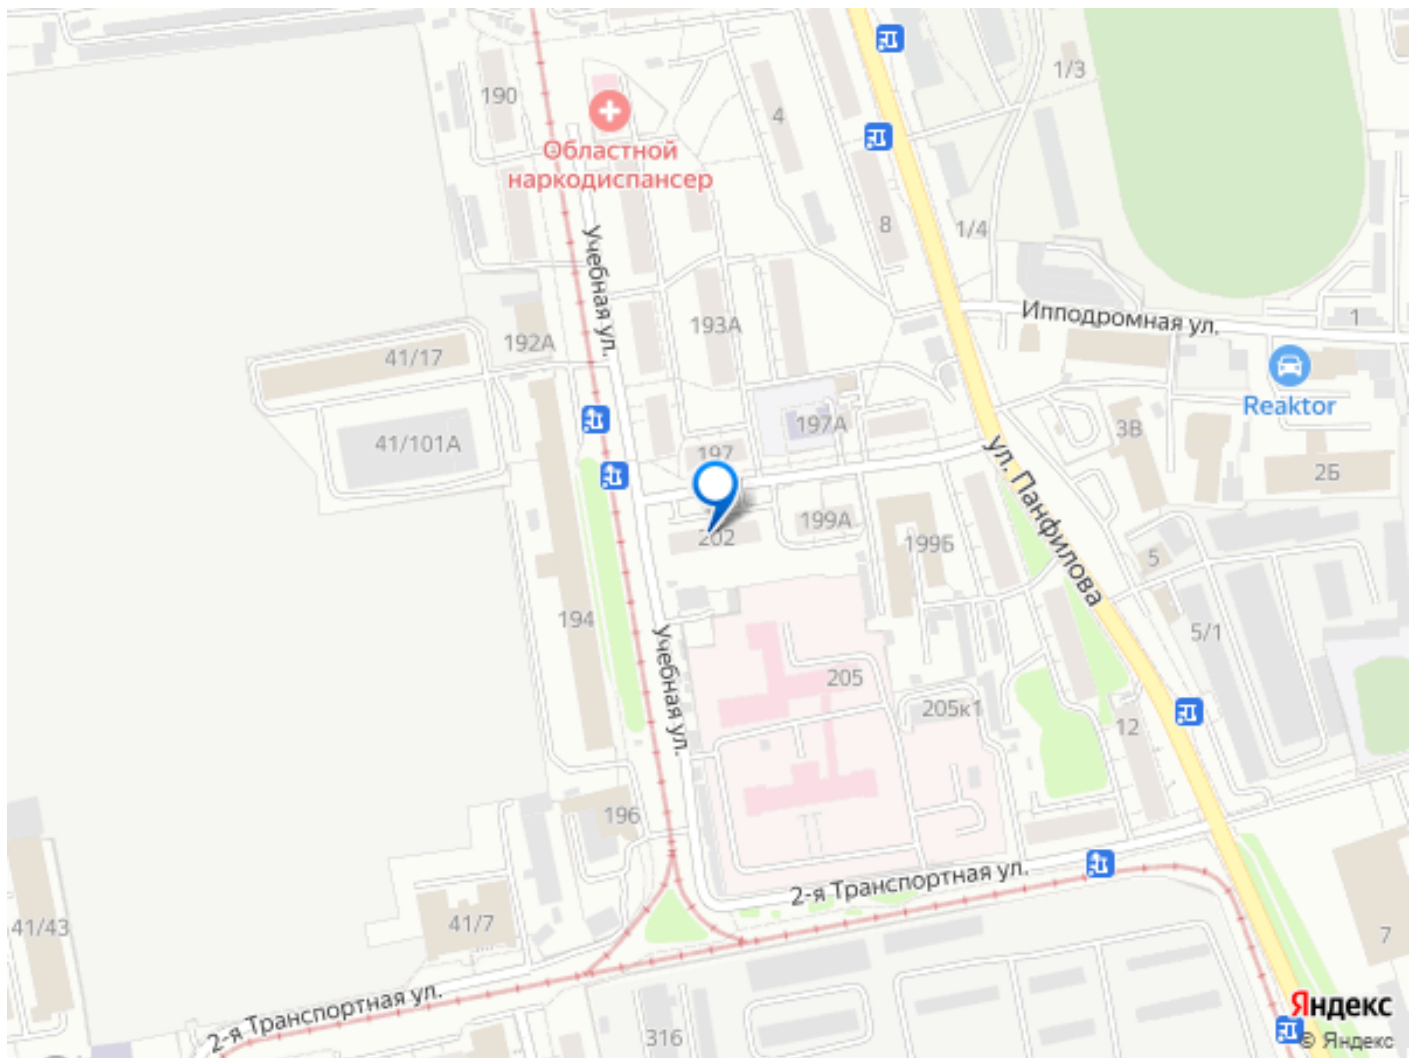 190
1/3
4
Областной
наркодиспансер
8
1/4
Учебная ул.
193А
Ипподромная ул.
1
192А
41/17
Reaktor
197А
3В
41/101А
197
ул. Панфилова
2Б
199А
202
199Б
5
194
5/1
Учебная ул.
205
205к1
12
196
2-я Транспортная ул.
41/7
41/43
7
2-я Транспортная ул.
Яндекс
316
© Яндекс